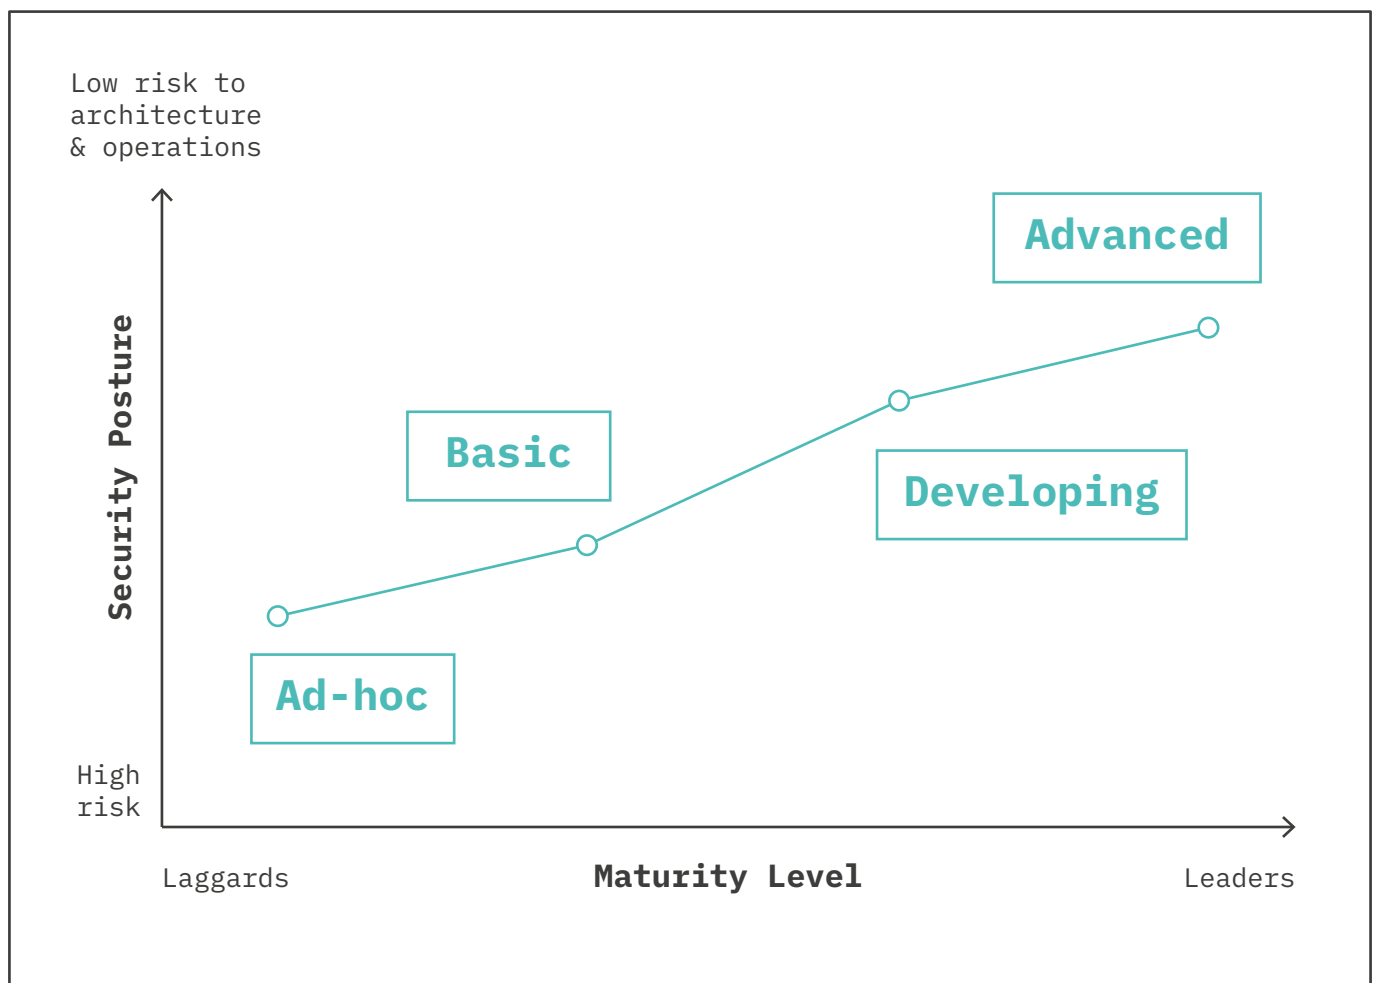 Low risk to
architecture
& operations
Advanced
Security Posture
Basic
Developing
Ad-hoc
High
risk
Laggards
Maturity Level
Leaders